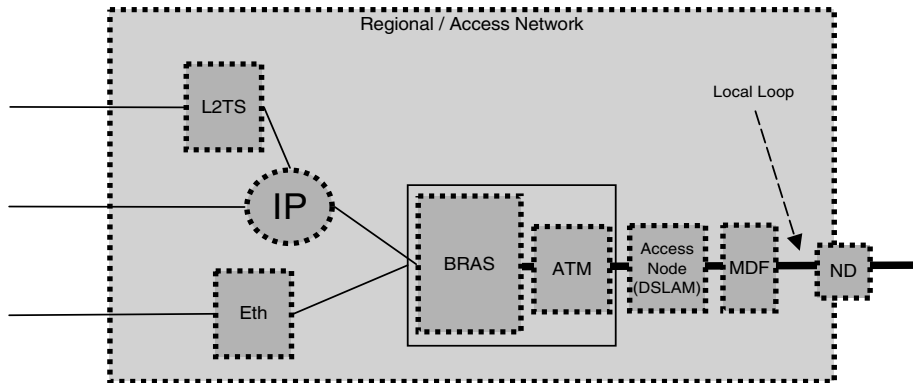 Regional / Access Network
L2TS
Local Loop
IP
BRAS
ATM
Access
Node
(DSLAM)
MDF
ND
Eth